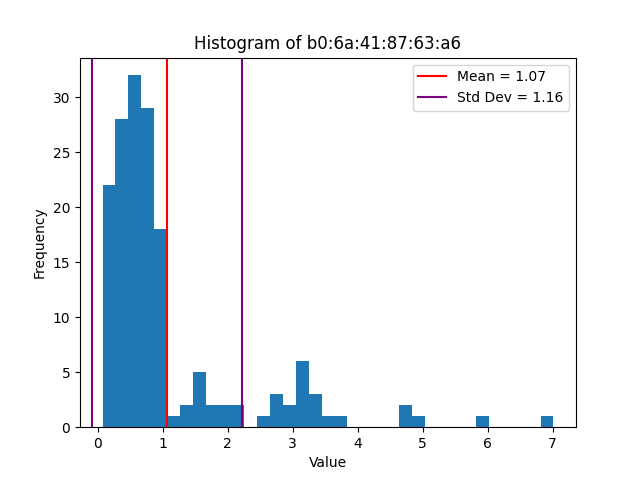 Histogram of b0:6a:41:87:63:a6
Mean = 1.07
Std Dev = 1.16
Frequency
30
25
20
15
10
5
0
0 1 2 3 4 5 6 7
Value